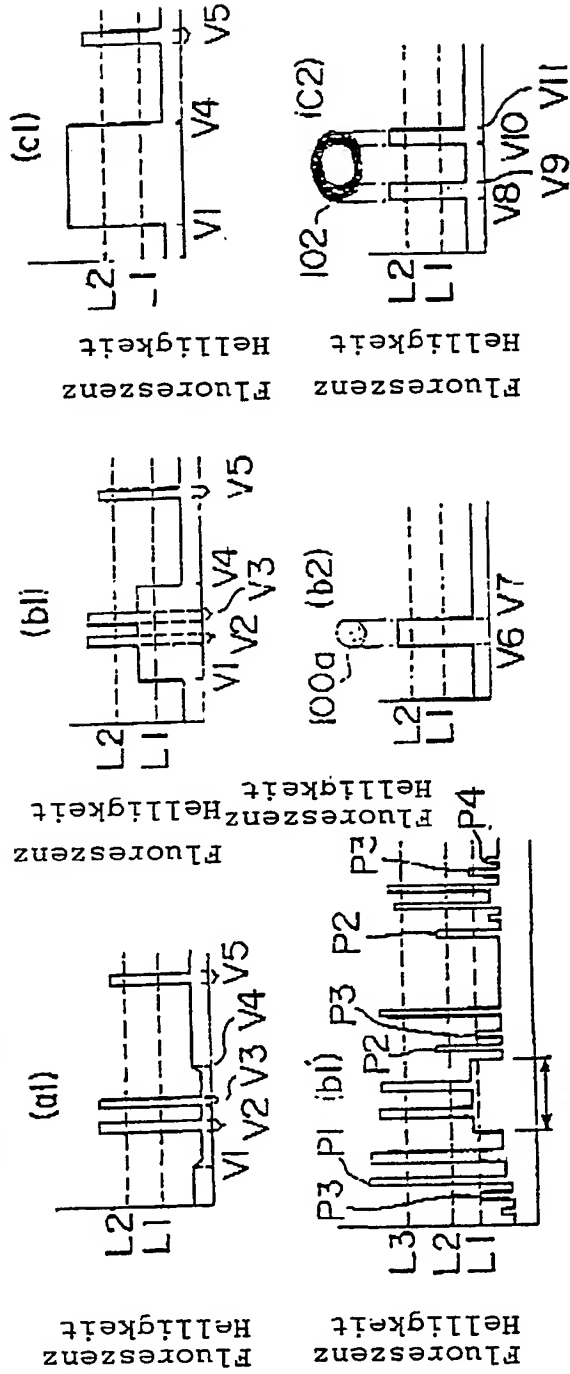 (a1)
L2
L1
V1
V2
V3
V4
V5
Fluoreszenz
Helligkeit
(b1)
L2
L1
V1
V2
V3
V4
V5
Fluoreszenz
Helligkeit
(c1)
L2
V1
V4
V5
Fluoreszenz
Helligkeit
(b1)
L3
L2
L1
P3
P1
P2
P3
P2
P4
Fluoreszenz
Helligkeit
100a
(b2)
L2
L1
V6
V7
Fluoreszenz
Helligkeit
102
(C2)
L2
L1
V8
V9
V10
V11
Fluoreszenz
Helligkeit